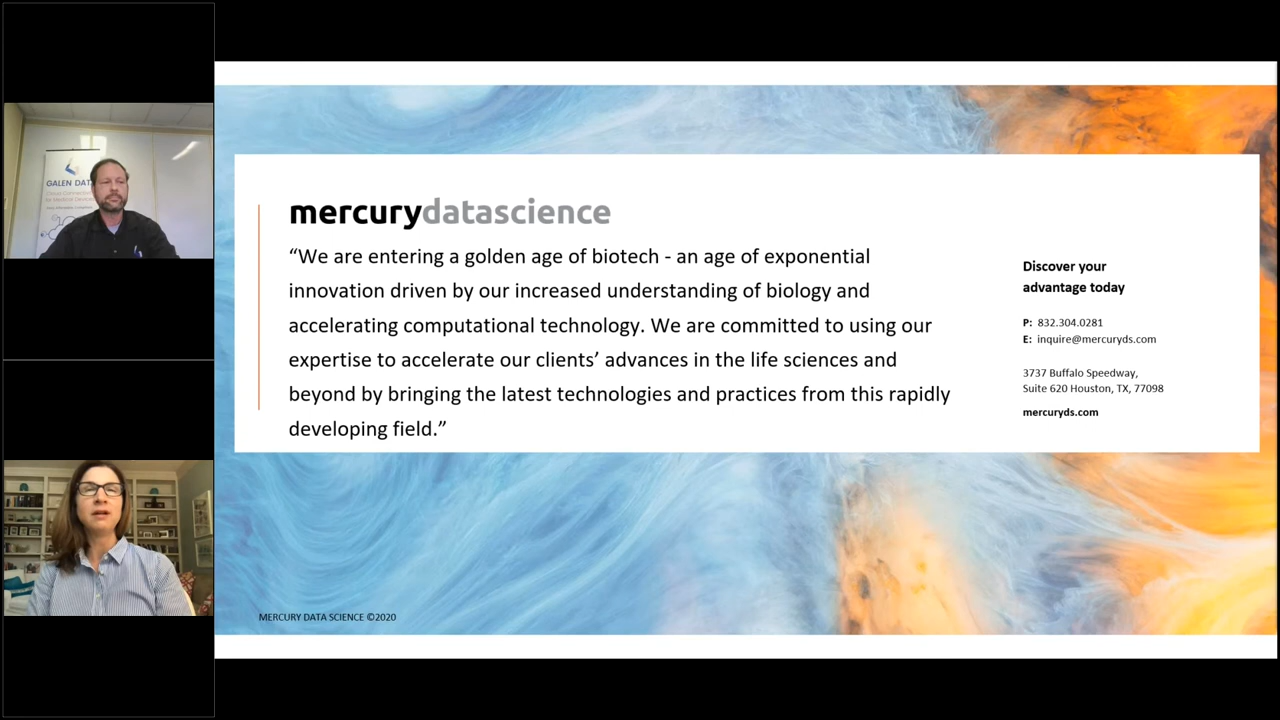 GALEN DATA
mercurydatascience
“We are entering a golden age of biotech - an age of exponential
innovation driven by our increased understanding of biology and
accelerating computational technology. We are committed to using our
expertise to accelerate our clients’ advances in the life sciences and
beyond by bringing the latest technologies and practices from this rapidly
developing field.”
Discover your
advantage today
P: 832.304.0281
E: inquire@mercuryds.com
3737 Buffalo Speedway,
Suite 620 Houston, TX, 77098
mercuryds.com
MERCURY DATA SCIENCE ©2020